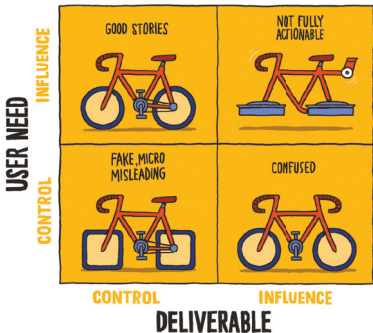 GOOD STORIES
NOT FULLY
ACTIONABLE
INFLUENCE
USER NEED
FAKE, MICRO
MISLEADING
CONFUSED
CONTROL
CONTROL
INFLUENCE
DELIVERABLE